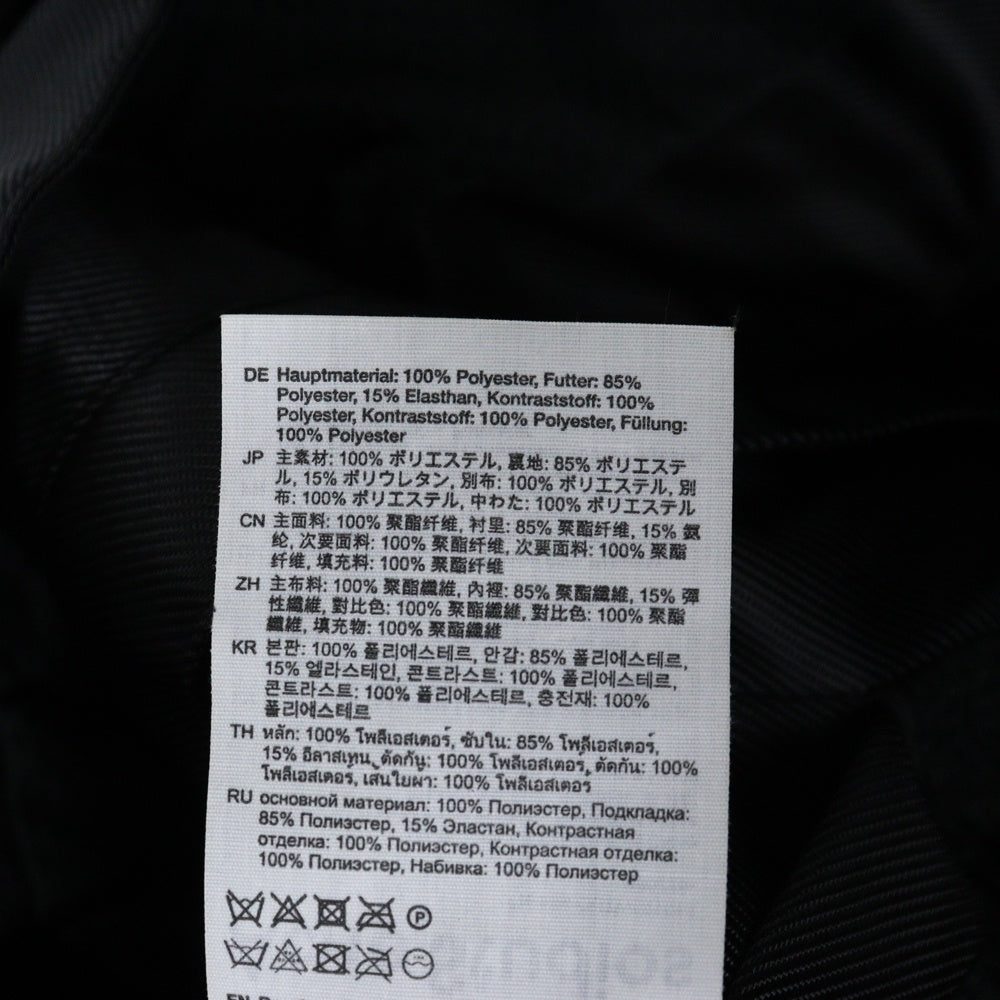 DE Hauptmaterial: 100% Polyester, Futter: 85%
Polyester, 15% Elasthan, Kontraststoff: 100%
Polyester, Kontraststoff: 100% Polyester, Füllung:
100% Polyester
JP 主素材: 100% ポリエステル, 裏地: 85% ポリエステ
ル, 15% ポリウレタン, 別布: 100% ポリエステル, 別
布: 100% ポリエステル, 中わた: 100% ポリエステル
CN 主面料: 100% 聚酯纤维, 衬里: 85% 聚酯纤维, 15% 氨
纶, 次要面料: 100% 聚酯纤维, 次要面料: 100% 聚酯
纤维, 填充料: 100% 聚酯纤维
ZH 主布料: 100% 聚酯纖維, 內裡: 85% 聚酯纖維, 15% 彈
性纖維, 對比色: 100% 聚酯纖維, 對比色: 100% 聚酯
纖維, 填充物: 100% 聚酯纖維
KR 본판: 100% 폴리에스테르, 안감: 85% 폴리에스테르,
15% 엘라스테인, 콘트라스트: 100% 폴리에스테르,
콘트라스트: 100% 폴리에스테르, 충전재: 100%
폴리에스테르
TH หลัก: 100% โพลีเอสเตอร์, ซับใน: 85% โพลีเอสเตอร์,
15% อีลาสเทน, ตัดกัน: 100% โพลีเอสเตอร์, ตัดกัน: 100%
โพลีเอสเตอร์, เส้นใยผ้า: 100% โพลีเอสเตอร์
RU основной материал: 100% Полиэстер, Подкладка:
85% Полиэстер, 15% Эластан, Контрастная
отделка: 100% Полиэстер, Контрастная отделка:
100% Полиэстер, Набивка: 100% Полиэстер
P